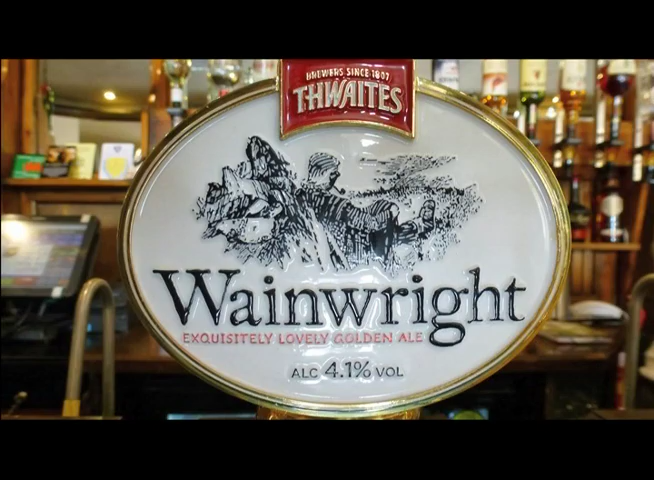 BREWERS SINCE 1807
THWAITES
Wainwright
EXQUISITELY LOVELY GOLDEN ALE
ALC 4.1% VOL